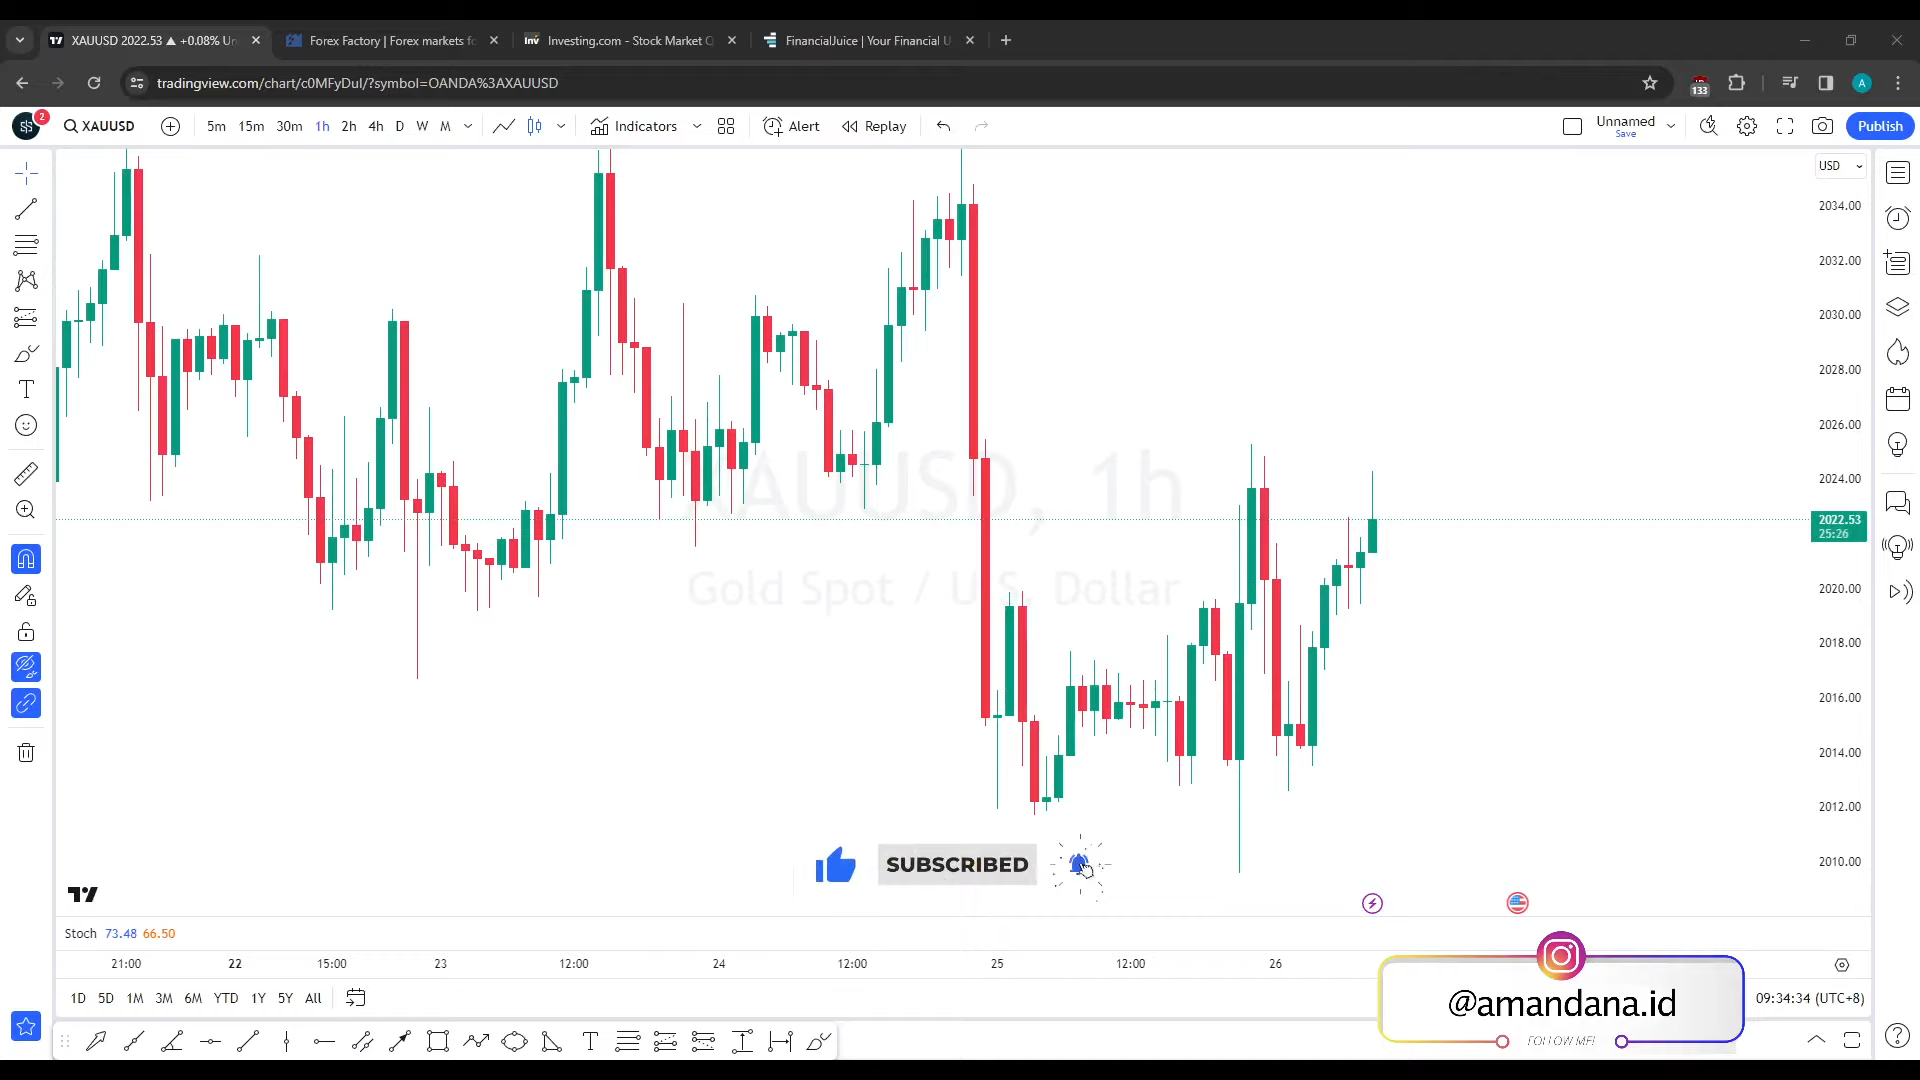 XAUUSD 2022.53 ▲ +0.08% Un
Forex Factory | Forex markets fo
Inv Investing.com - Stock Market Q
FinancialJuice | Your Financial U
tradingview.com/chart/c0MFyDuI/?symbol=OANDA%3AXAUUSD
133
A
2
XAUUSD
5m 15m 30m 1h 2h 4h D W M
Indicators
Alert
Replay
Unnamed
Save
Publish
USD
2034.00
2032.00
2030.00
2028.00
2026.00
2024.00
2022.53
25:26
2020.00
2018.00
2016.00
2014.00
2012.00
2010.00
XAUUSD, 1h
Gold Spot / U.S. Dollar
SUBSCRIBED
Stoch 73.48 66.50
21:00 22 15:00 23 12:00 24 12:00 25 12:00 26
1D 5D 1M 3M 6M YTD 1Y 5Y All
09:34:34 (UTC+8)
@amandana.id
FOLLOW ME!